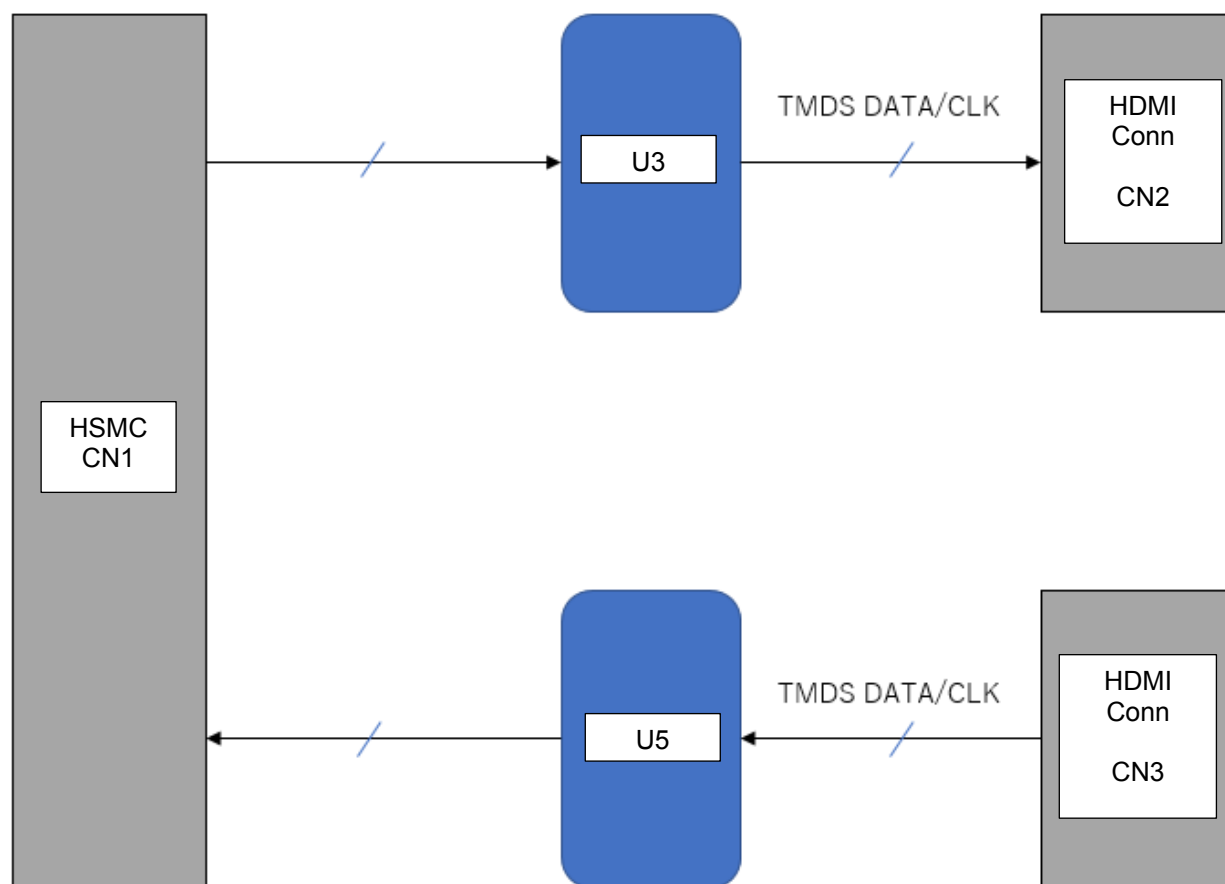 TMDS DATA/CLK
HDMI
Conn
CN2
U3
HSMC
CN1
TMDS DATA/CLK
HDMI
Conn
CN3
U5